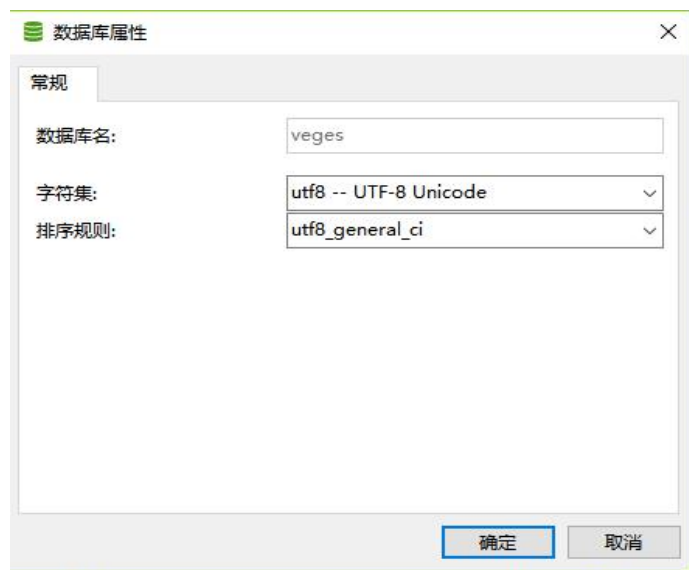 数据库属性
常规
数据库名: veges
字符集: utf8 -- UTF-8 Unicode
排序规则: utf8_general_ci
确定 取消